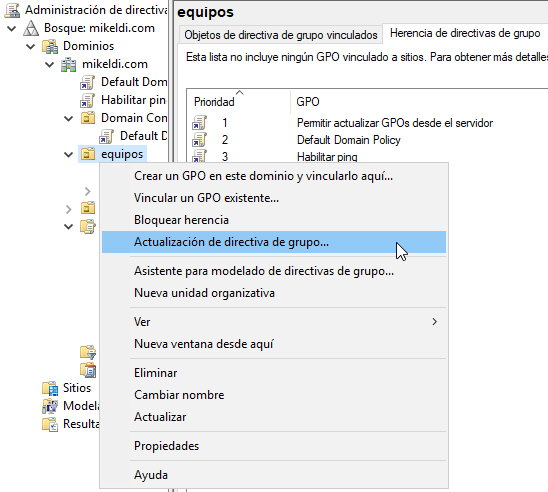 Administración de directiva
equipos
Bosque: mikeldi.com
Objetos de directiva de grupo vinculados
Herencia de directivas de grupo
Dominios
Esta lista no incluye ningún GPO vinculado a sitios. Para obtener más detalles
mikeldi.com
Default Dom
Prioridad
GPO
Habilitar pin
Domain Con
1
Permitir actualizar GPOs desde el servidor
Default D
2
Default Domain Policy
equipos
3
Habilitar ping
Crear un GPO en este dominio y vincularlo aquí...
Vincular un GPO existente...
Bloquear herencia
Actualización de directiva de grupo...
Asistente para modelado de directivas de grupo...
Nueva unidad organizativa
Ver
Nueva ventana desde aquí
Eliminar
Sitios
Cambiar nombre
Modela
Actualizar
Resulta
Propiedades
Ayuda